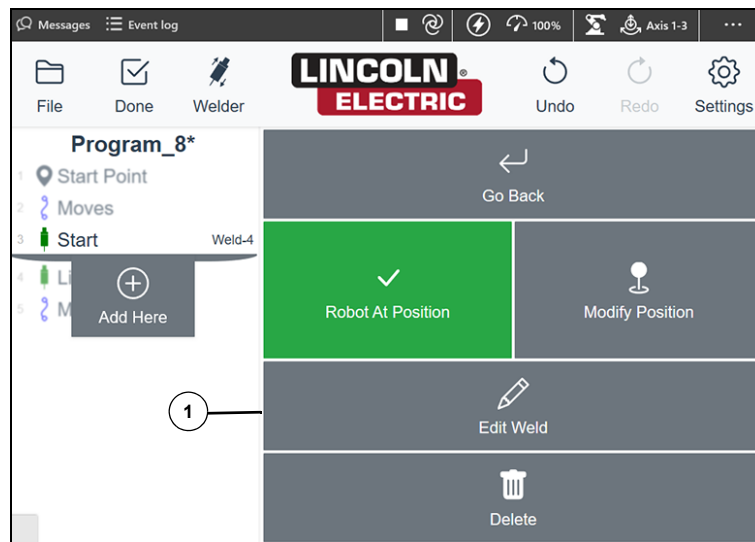 Messages Event log 100% Axis 1-3 ...
File Done Welder LINCOLN ELECTRIC ® Undo Redo Settings
Program_8*
1 Start Point
2 Moves
3 Start Weld-4
4 Li
5 M
Add Here
Go Back
Robot At Position Modify Position
1
Edit Weld
Delete